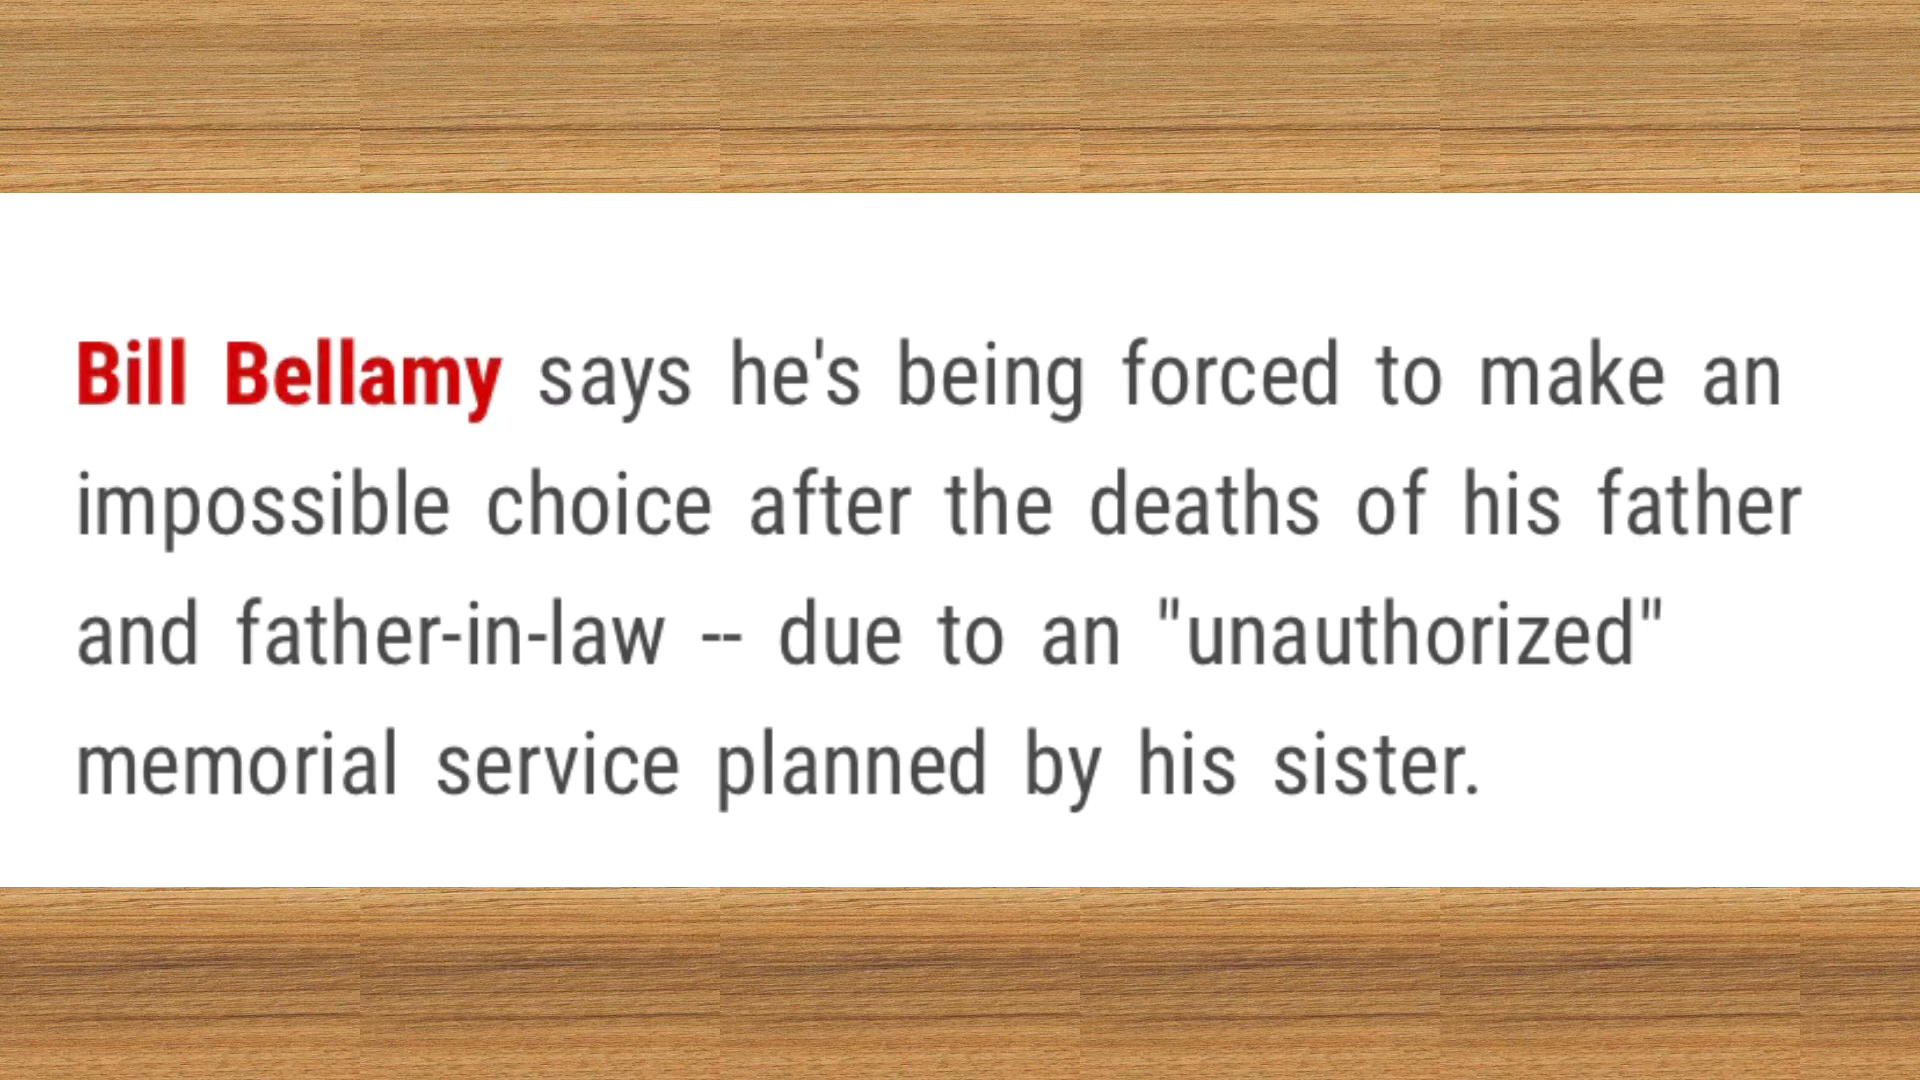 Bill Bellamy says he's being forced to make an
impossible choice after the deaths of his father
and father-in-law -- due to an "unauthorized"
memorial service planned by his sister.